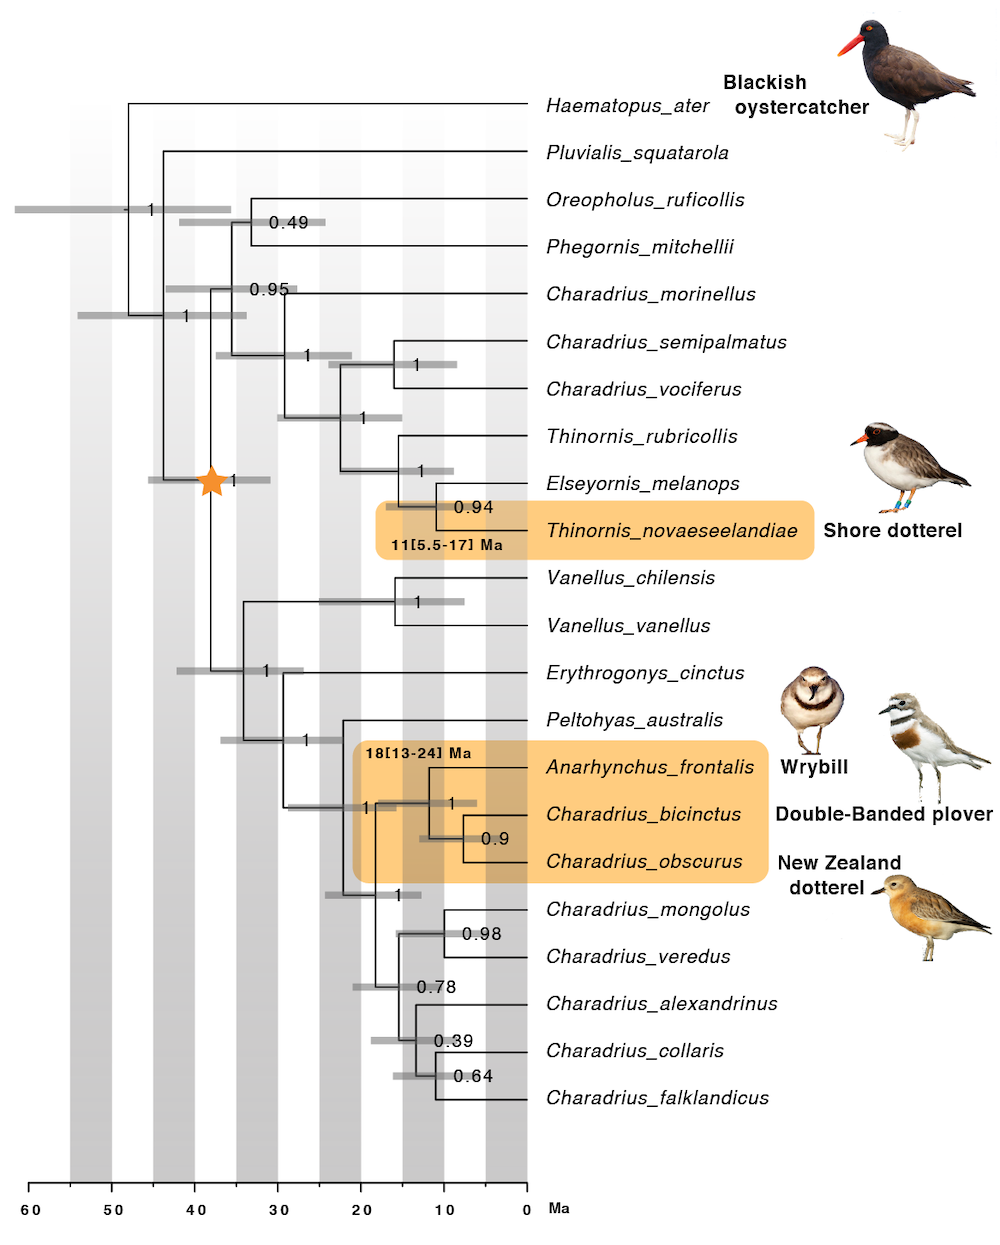 Blackish
oystercatcher
Haematopus_ater
Pluvialis_squatarola
Oreopholus_ruficollis
1
0.49
Phegornis_mitchellii
0.95
Charadrius_morinellus
1
Charadrius_semipalmatus
1
1
Charadrius_vociferus
1
Thinornis_rubricollis
1
1
Elseyornis_melanops
0.94
Thinornis_novaeseelandiae
Shore dotterel
11[5.5-17] Ma
Vanellus_chilensis
1
Vanellus_vanellus
1
Erythrogonys_cinctus
Peltohyas_australis
1
18[13-24] Ma
Anarhynchus_frontalis
Wrybill
1
1
Charadrius_bicinctus
Double-Banded plover
0.9
Charadrius_obscurus
New Zealand
dotterel
1
Charadrius_mongolus
0.98
Charadrius_veredus
0.78
Charadrius_alexandrinus
0.39
Charadrius_collaris
0.64
Charadrius_falklandicus
60 50 40 30 20 10 0 Ma